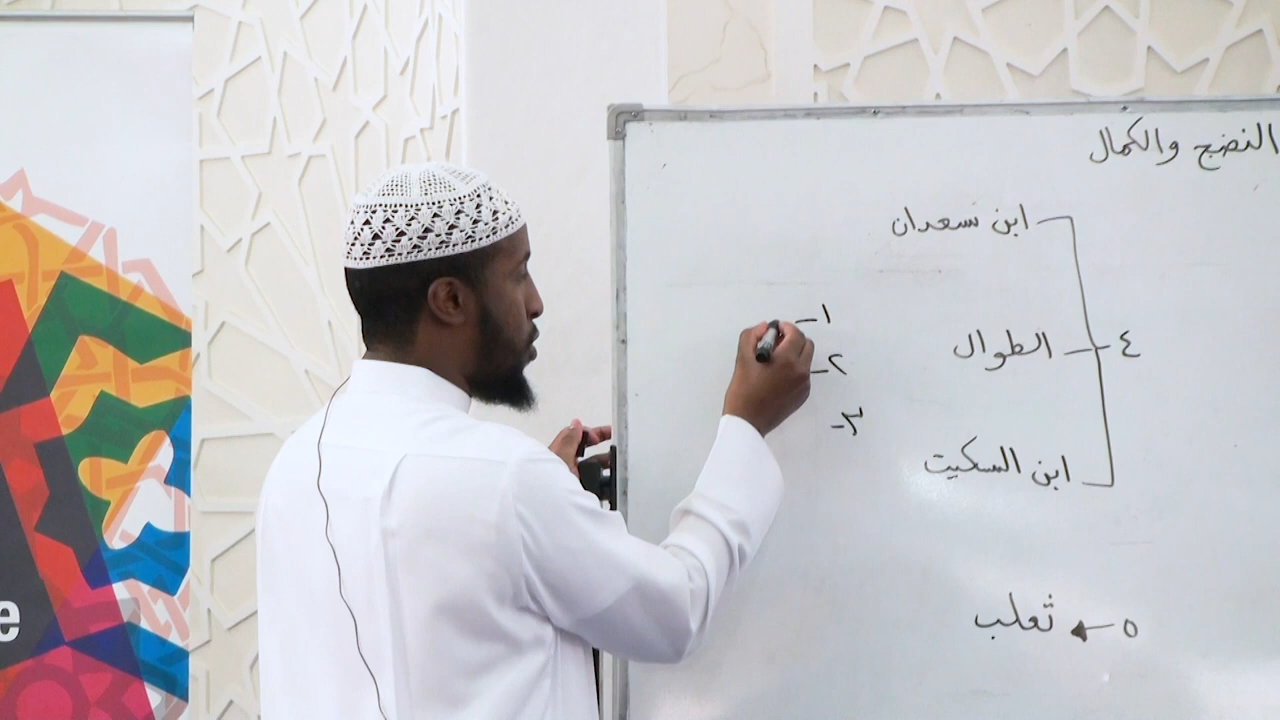 النضج والكمال
ابن سعدان
٤ الطوال
ابن السكيت
٥ ← ثعلب
١-
٢-
٣-
e